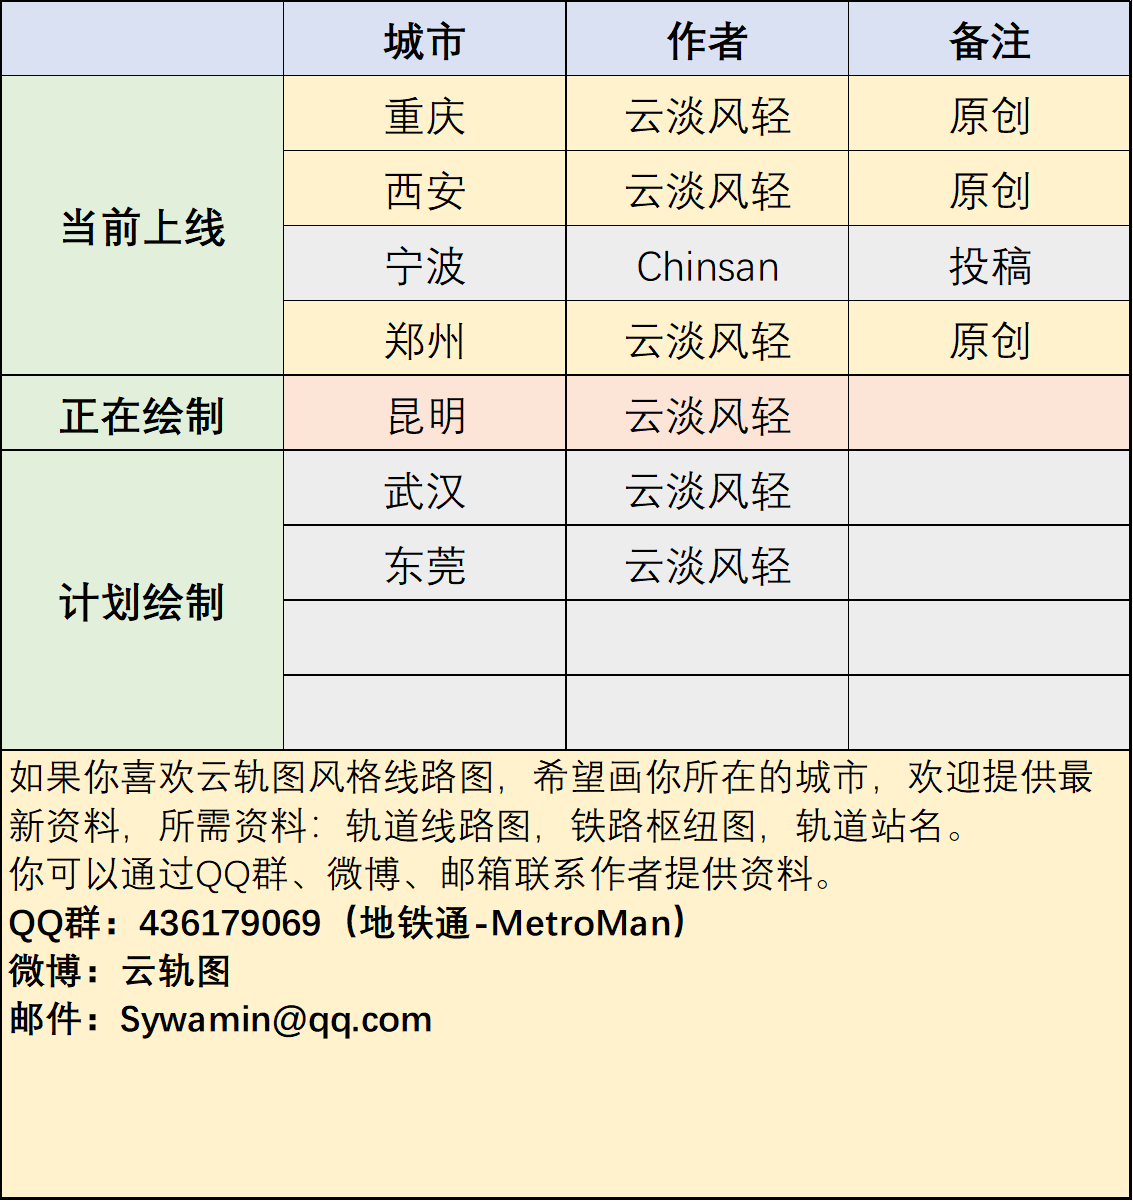 城市 作者 备注
当前上线
重庆 云淡风轻 原创
西安 云淡风轻 原创
宁波 Chinsan 投稿
郑州 云淡风轻 原创
正在绘制 昆明 云淡风轻
计划绘制
武汉 云淡风轻
东莞 云淡风轻
如果你喜欢云轨图风格线路图，希望画你所在的城市，欢迎提供最
新资料，所需资料：轨道线路图，铁路枢纽图，轨道站名。
你可以通过QQ群、微博、邮箱联系作者提供资料。
QQ群：436179069（地铁通-MetroMan）
微博：云轨图
邮件：Sywamin@qq.com